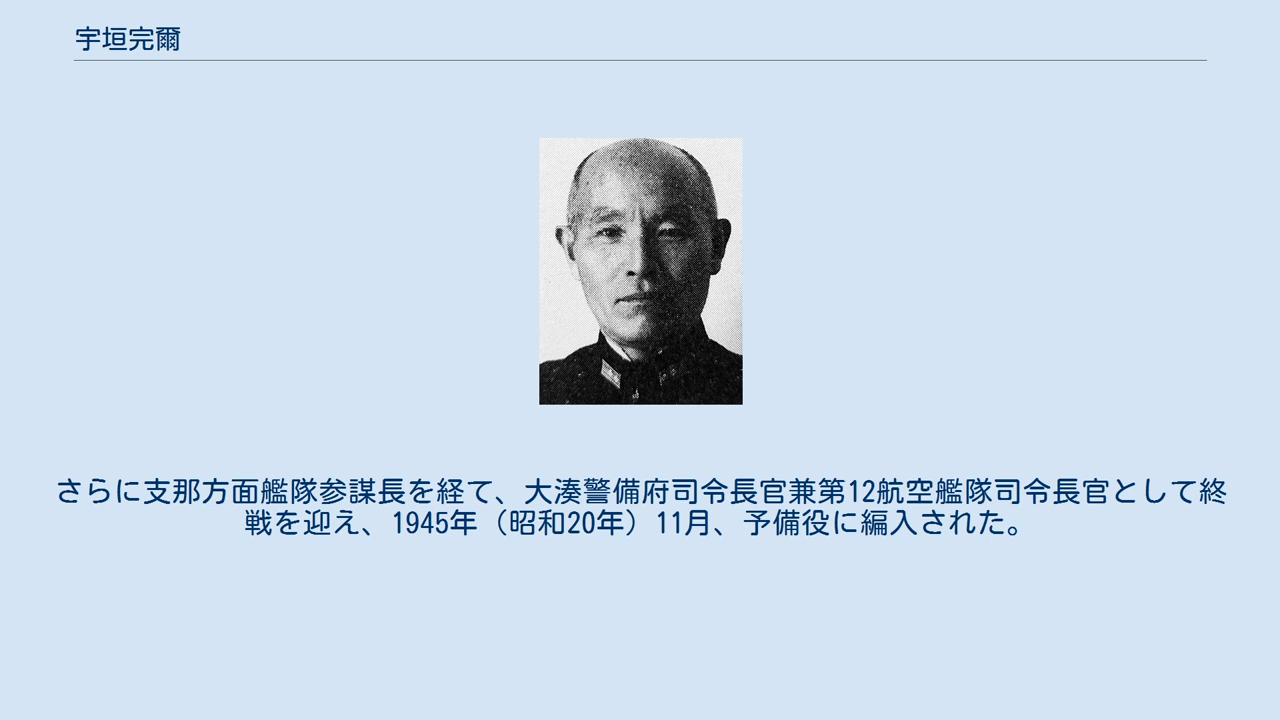 宇垣完爾
さらに支那方面艦隊参謀長を経て、大湊警備府司令長官兼第12航空艦隊司令長官として終
戦を迎え、1945年（昭和20年）11月、予備役に編入された。